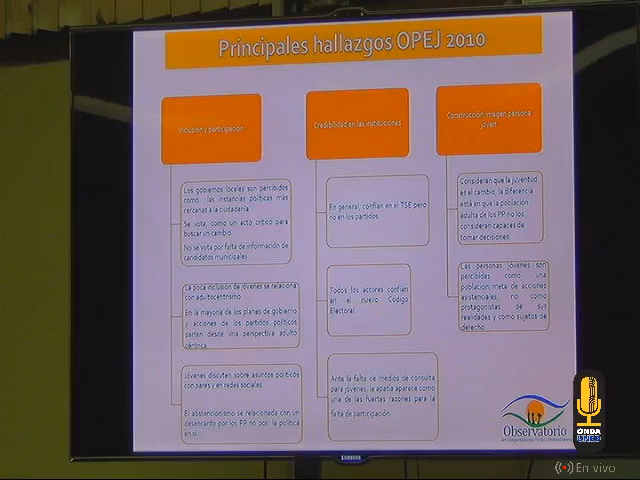 Principales hallazgos OPEJ 2010
Inclusión y participación
Los gobiernos locales son percibidos
como las instancias políticas más
cercanas a la ciudadanía.
Se vota, como un acto crítico para
buscar un cambio
No se vota por falta de información de
candidatos municipales
La poca inclusión de jóvenes se relaciona
con adultocentrismo
En la mayoría de los planes de gobierno
y acciones de los partidos políticos
parten desde una perspectiva adulto
céntrica.
Jóvenes discuten sobre asuntos políticos
con pares y en redes sociales.
El abstencionismo se relacionada con un
desencanto por los PP no por la política
en sí.
Credibilidad en las instituciones
En general, confían en el TSE pero
no en los partidos
Todos los actores confían
en el nuevo Código
Electoral.
Ante la falta de medios de consulta
para jóvenes, la apatía aparece como
una de las fuertes razones para la
falta de participación.
Construcción imagen persona
joven
Consideran que la juventud
es el cambio, la diferencia
está en que la población
adulta de los PP no los
consideran capaces de
tomar decisiones.
Las personas jóvenes son
percibidas como una
población meta de acciones
asistenciales, no como
protagonistas de sus
realidades y como sujetos de
derecho
Observatorio
SAMSUNG
ONDA
UNED
En vivo